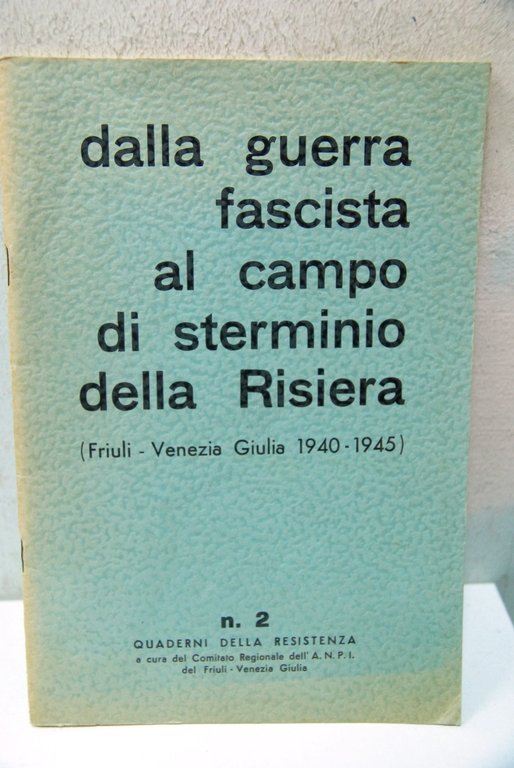 dalla guerra
fascista
al campo
di sterminio
della Risiera
(Friuli - Venezia Giulia 1940-1945)
n. 2
QUADERNI DELLA RESISTENZA
a cura del Comitato Regionale dell'A.N.P.I.
del Friuli - Venezia Giulia